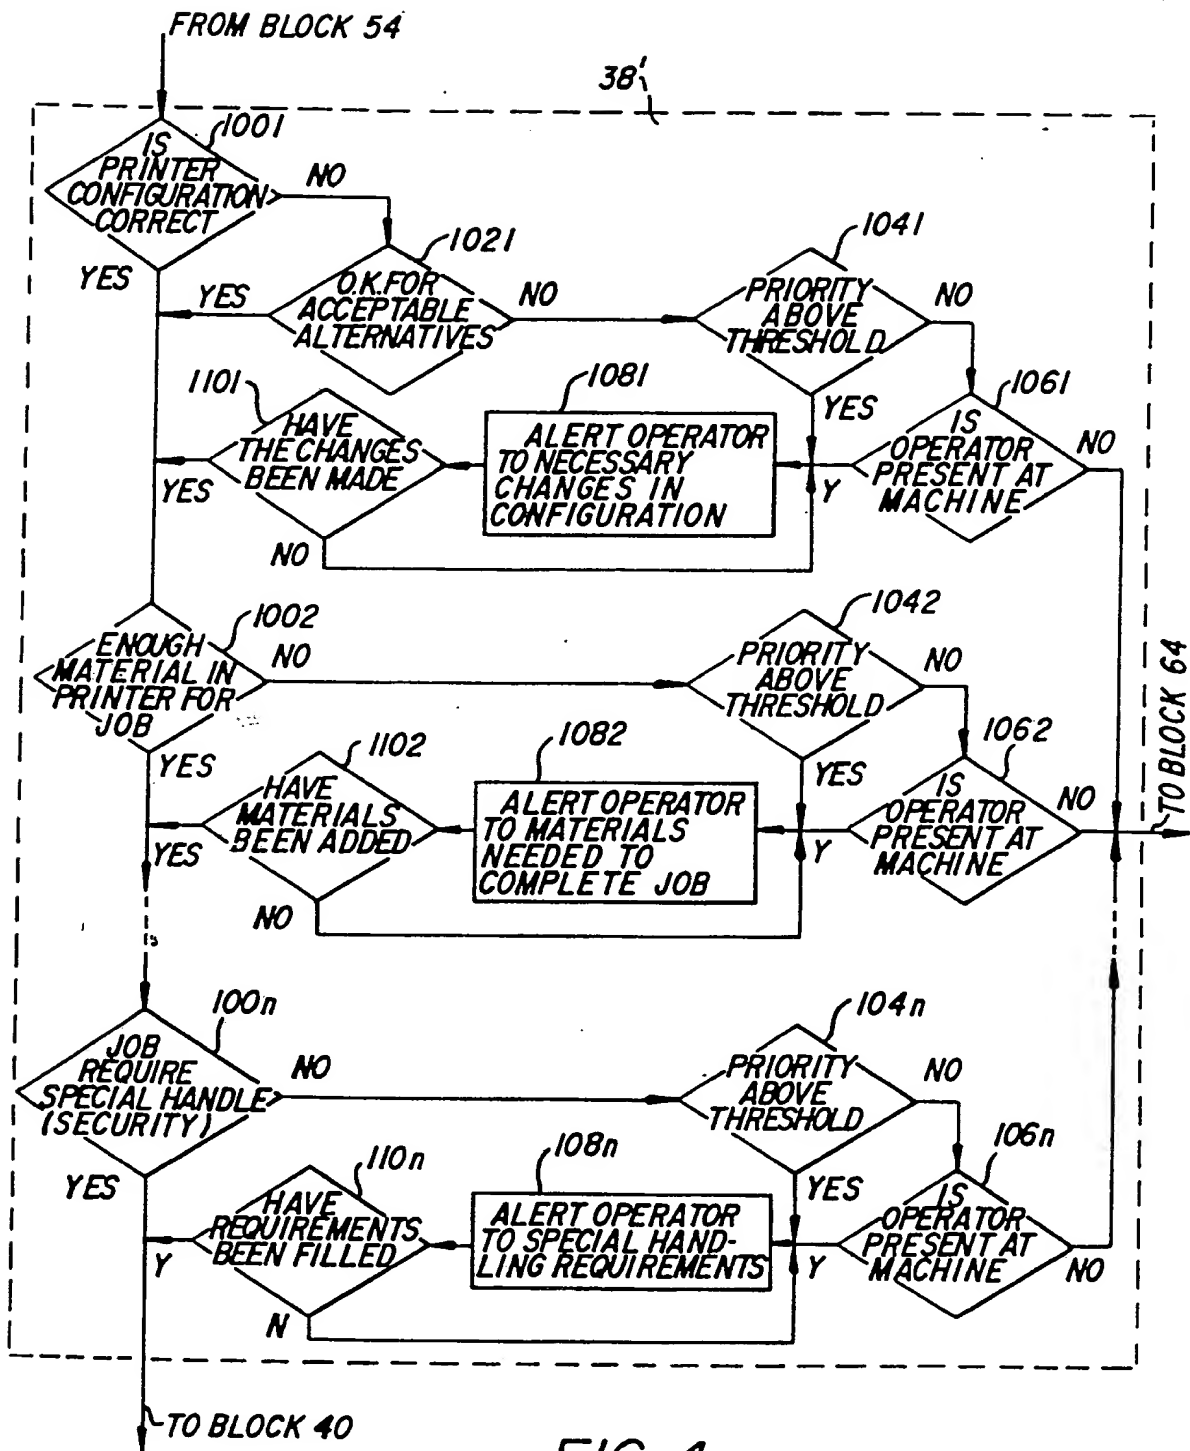 FROM BLOCK 54
38'
1001
IS
PRINTER
CONFIGURATION
CORRECT
NO
YES
1021
O.K. FOR
ACCEPTABLE
ALTERNATIVES
YES
NO
1041
PRIORITY
ABOVE
THRESHOLD
NO
YES
1061
IS
OPERATOR
PRESENT AT
MACHINE
NO
Y
1081
ALERT OPERATOR
TO NECESSARY
CHANGES IN
CONFIGURATION
1101
HAVE
THE CHANGES
BEEN MADE
YES
NO
1002
ENOUGH
MATERIAL IN
PRINTER FOR
JOB
NO
YES
1042
PRIORITY
ABOVE
THRESHOLD
NO
YES
1062
IS
OPERATOR
PRESENT AT
MACHINE
NO
Y
TO BLOCK 64
1082
ALERT OPERATOR
TO MATERIALS
NEEDED TO
COMPLETE JOB
1102
HAVE
MATERIALS
BEEN ADDED
YES
NO
100n
JOB
REQUIRE
SPECIAL HANDLE
(SECURITY)
NO
YES
104n
PRIORITY
ABOVE
THRESHOLD
NO
YES
106n
IS
OPERATOR
PRESENT AT
MACHINE
NO
Y
108n
ALERT OPERATOR
TO SPECIAL HAND-
LING REQUIREMENTS
110n
HAVE
REQUIREMENTS
BEEN FILLED
Y
N
TO BLOCK 40